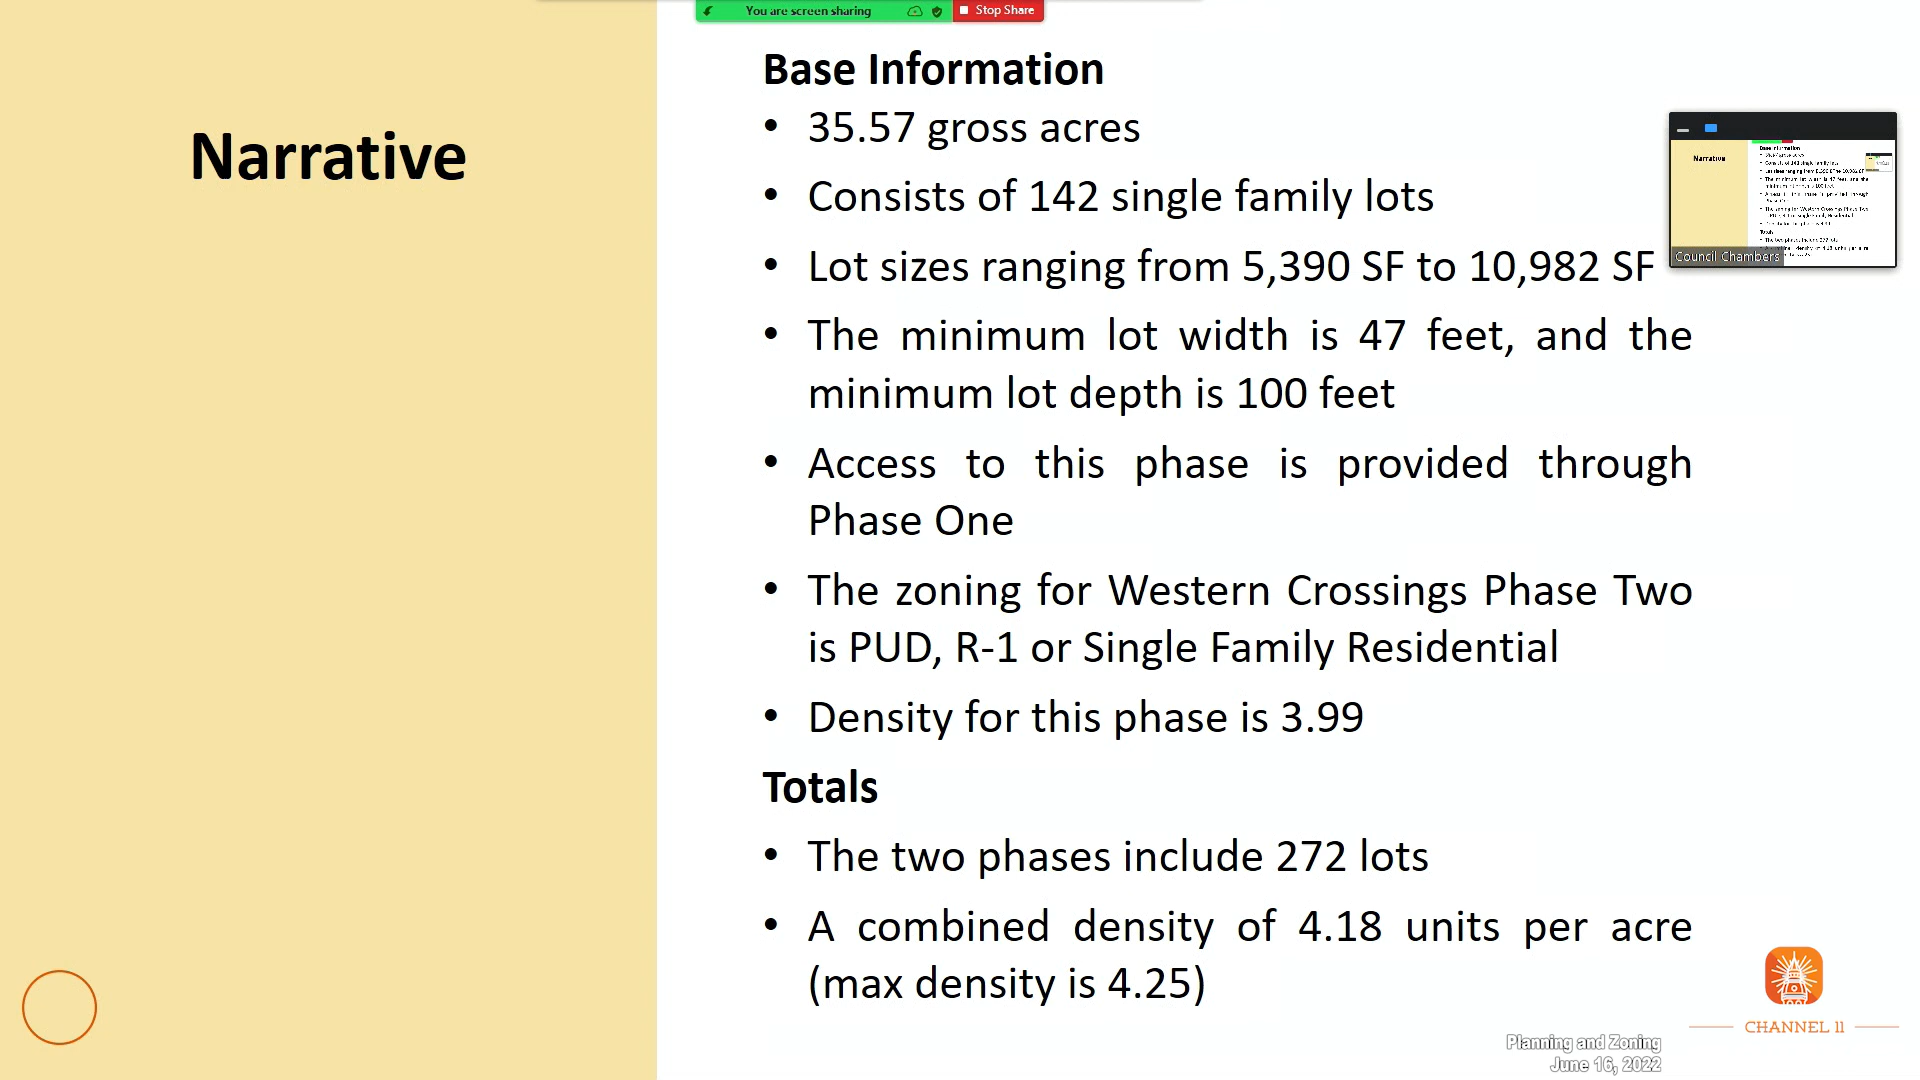 You are screen sharing
Stop Share
Narrative
Base Information
• 35.57 gross acres
• Consists of 142 single family lots
• Lot sizes ranging from 5,390 SF to 10,982 SF
• The minimum lot width is 47 feet, and the
minimum lot depth is 100 feet
• Access to this phase is provided through
Phase One
• The zoning for Western Crossings Phase Two
is PUD, R-1 or Single Family Residential
• Density for this phase is 3.99
Totals
• The two phases include 272 lots
• A combined density of 4.18 units per acre
(max density is 4.25)
Narrative
Base Information
Council Chambers
CHANNEL 11
Planning and Zoning
June 16, 2022